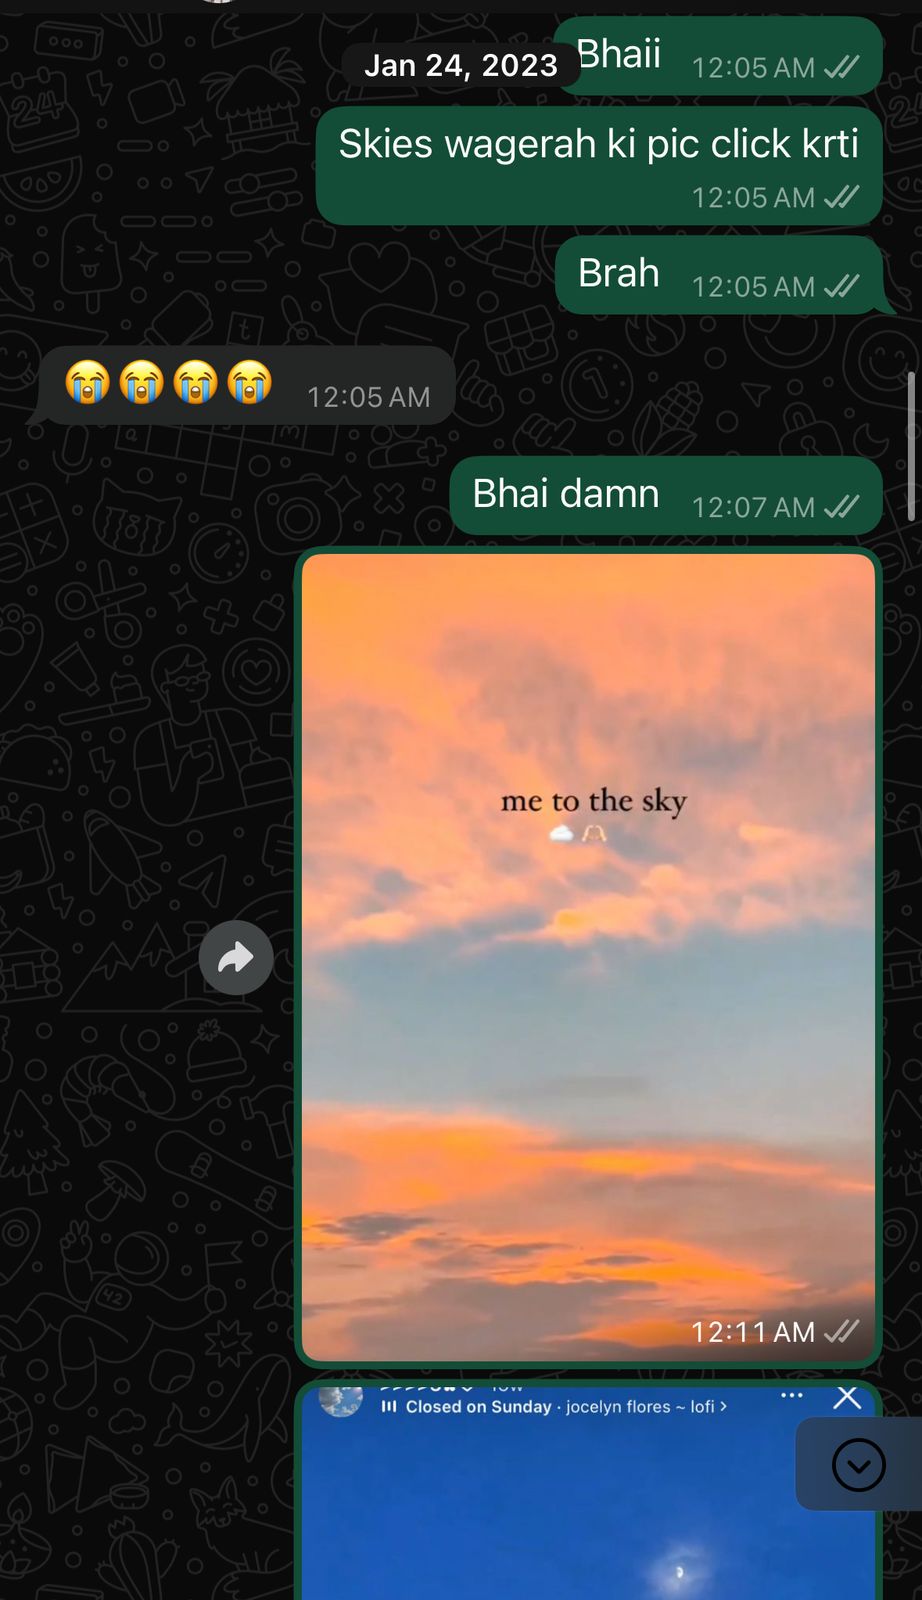 Jan 24, 2023
Bhaii 12:05 AM
Skies wagerah ki pic click krti
12:05 AM
Brah 12:05 AM
😭😭😭😭 12:05 AM
Bhai damn 12:07 AM
me to the sky
☁️🫶🏻
12:11 AM
Closed on Sunday · jocelyn flores ~ lofi >